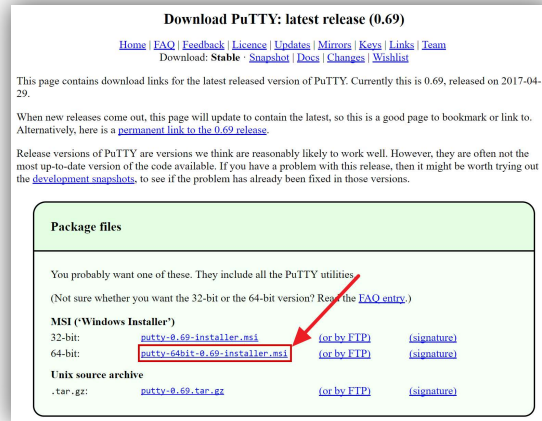 Download PuTTY: latest release (0.69)
Home | FAQ | Feedback | Licence | Updates | Mirrors | Keys | Links | Team
Download: Stable · Snapshot | Docs | Changes | Wishlist
This page contains download links for the latest released version of PuTTY. Currently this is 0.69, released on 2017-04-
29.
When new releases come out, this page will update to contain the latest, so this is a good page to bookmark or link to.
Alternatively, here is a permanent link to the 0.69 release.
Release versions of PuTTY are versions we think are reasonably likely to work well. However, they are often not the
most up-to-date version of the code available. If you have a problem with this release, then it might be worth trying out
the development snapshots, to see if the problem has already been fixed in those versions.
Package files
You probably want one of these. They include all the PuTTY utilities.
(Not sure whether you want the 32-bit or the 64-bit version? Read the FAQ entry.)
MSI (‘Windows Installer’)
32-bit: putty-0.69-installer.msi (or by FTP) (signature)
64-bit: putty-64bit-0.69-installer.msi (or by FTP) (signature)
Unix source archive
.tar.gz: putty-0.69.tar.gz (or by FTP) (signature)